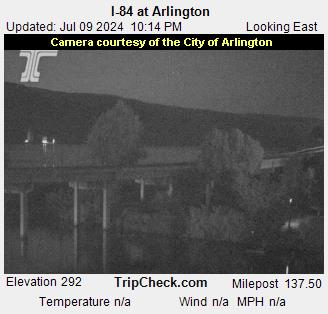 I-84 at Arlington
Updated: Jul 09 2024 10:14 PM Looking East
Camera courtesy of the City of Arlington
Elevation 292 TripCheck.com Milepost 137.50
Temperature n/a Wind n/a MPH n/a